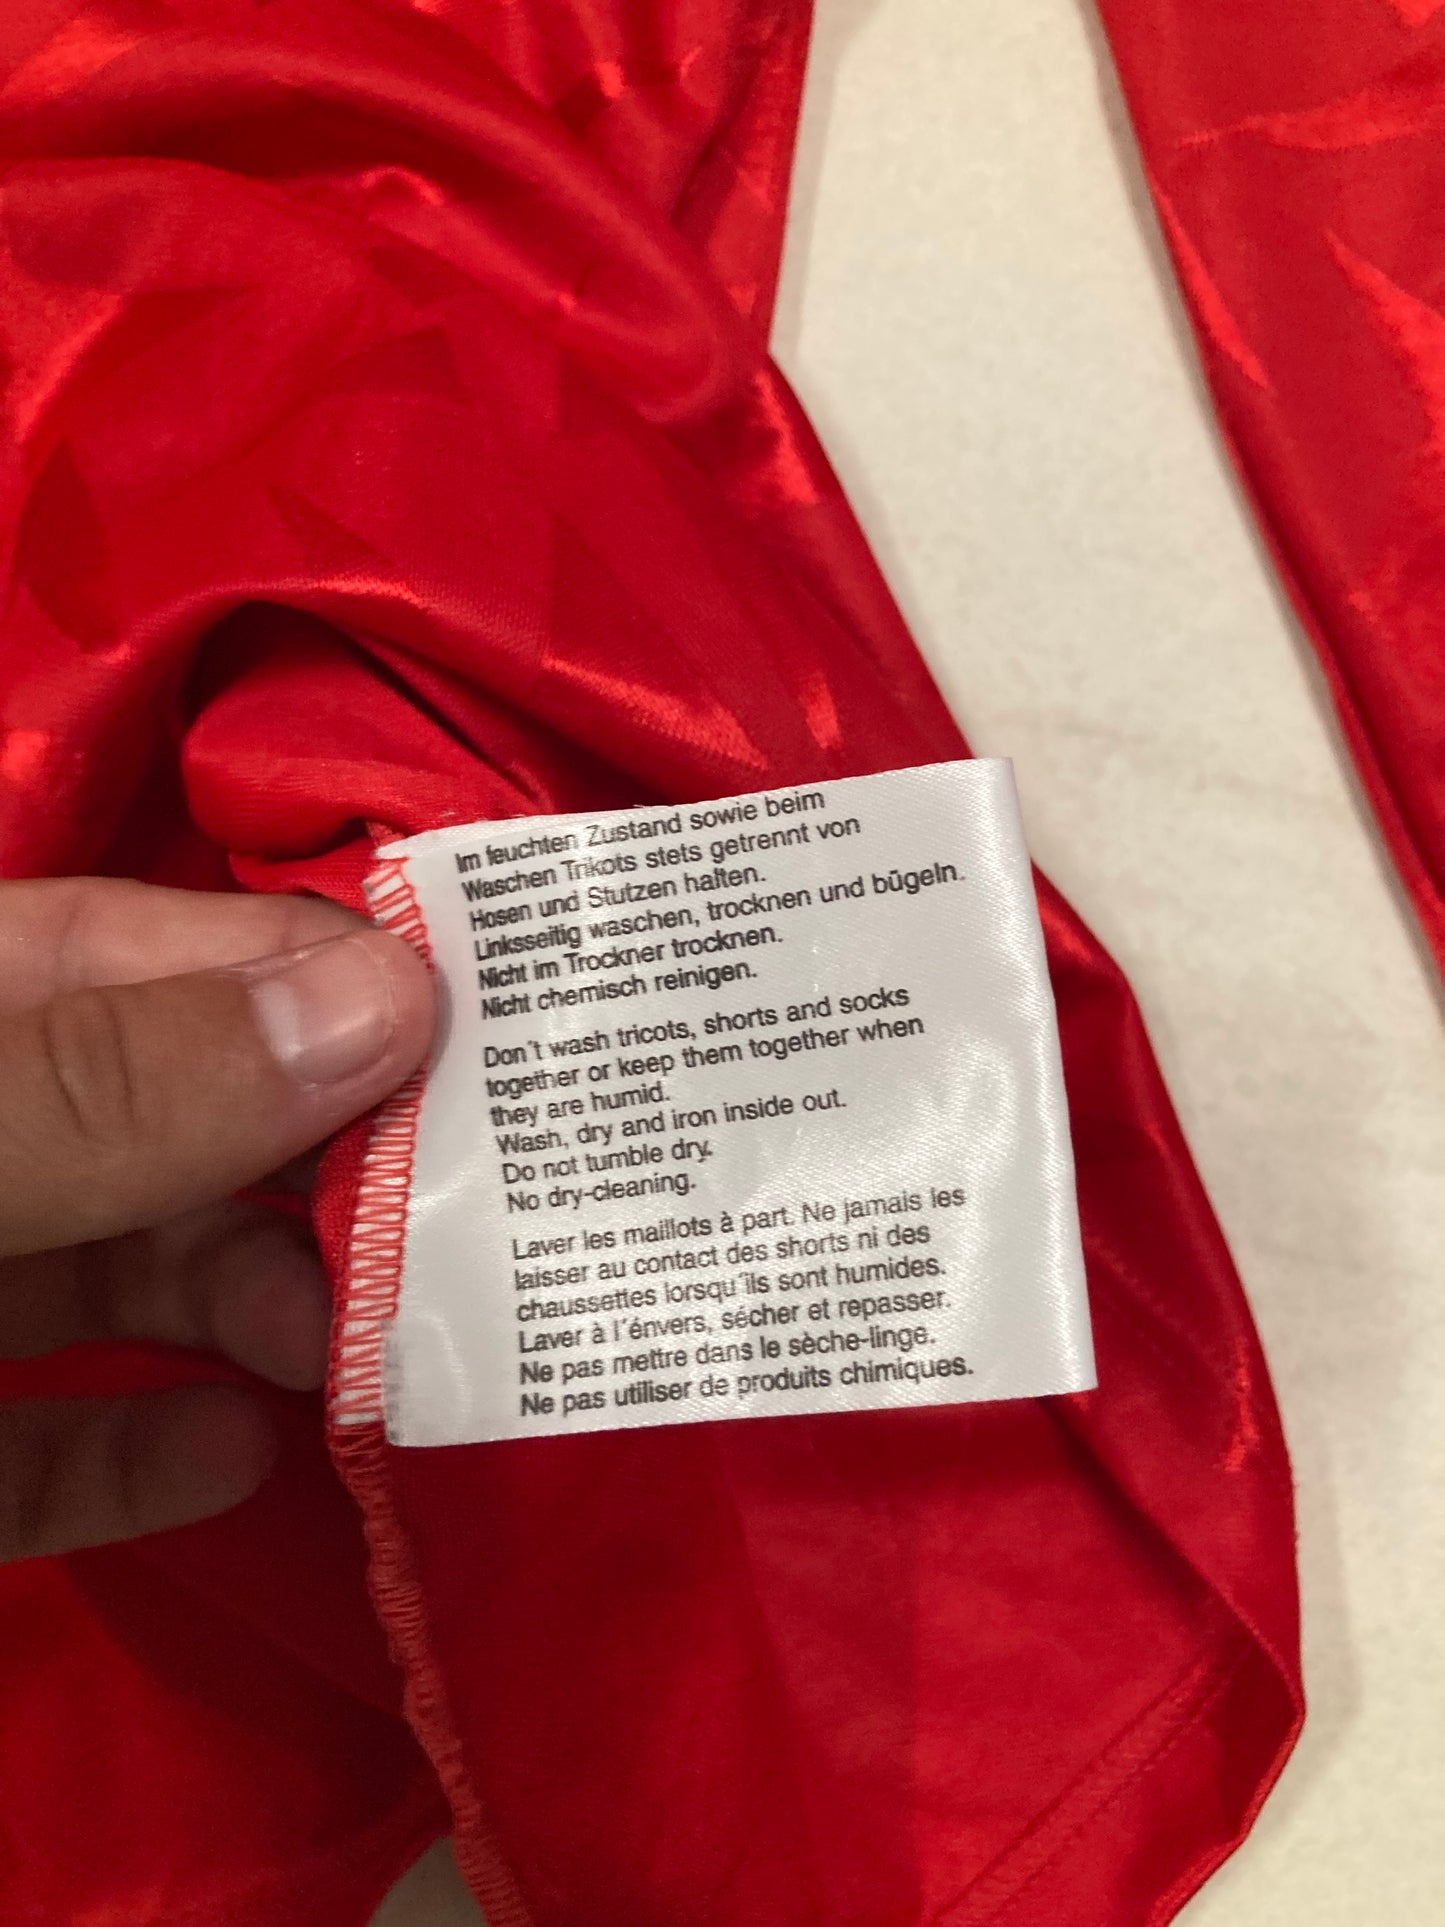 Im feuchten Zustand sowie beim
Waschen Trikots stets getrennt von
Hosen und Stutzen halten.
Linksseitig waschen, trocknen und bügeln.
Nicht im Trockner trocknen.
Nicht chemisch reinigen.
Don´t wash tricots, shorts and socks
together or keep them together when
they are humid.
Wash, dry and iron inside out.
Do not tumble dry.
No dry-cleaning.
Laver les maillots à part. Ne jamais les
laisser au contact des shorts ni des
chaussettes lorsqu´ils sont humides.
Laver à l´énvers, sécher et repasser.
Ne pas mettre dans le sèche-linge.
Ne pas utiliser de produits chimiques.